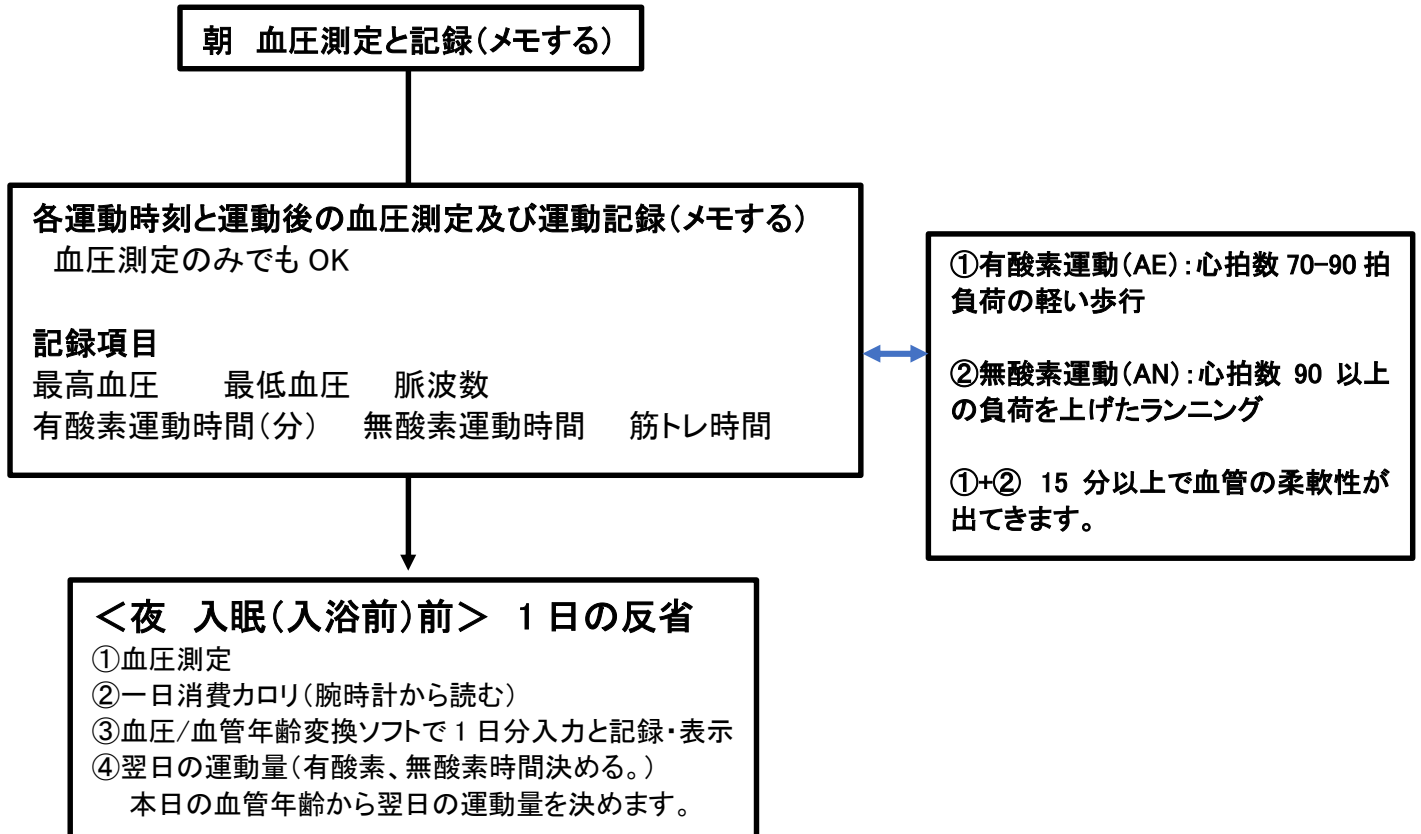 朝　血圧測定と記録（メモする）
各運動時刻と運動後の血圧測定及び運動記録（メモする）
血圧測定のみでも OK
記録項目
最高血圧　　最低血圧　脈波数
有酸素運動時間（分）　無酸素運動時間　筋トレ時間
①有酸素運動（AE）：心拍数 70-90 拍
負荷の軽い歩行
②無酸素運動（AN）：心拍数 90 以上
の負荷を上げたランニング
①+② 15 分以上で血管の柔軟性が
出てきます。
＜夜　入眠（入浴前）前＞　1 日の反省
①血圧測定
②一日消費カロリ（腕時計から読む）
③血圧/血管年齢変換ソフトで 1 日分入力と記録・表示
④翌日の運動量（有酸素、無酸素時間決める。）
本日の血管年齢から翌日の運動量を決めます。